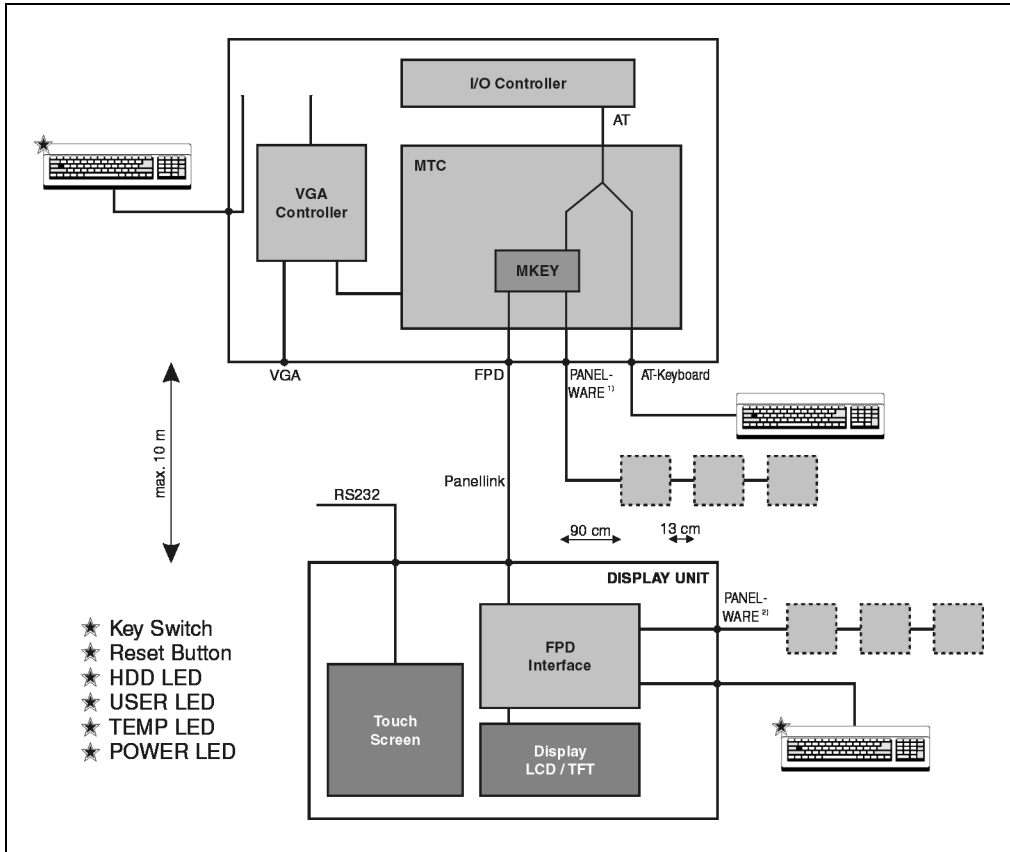 I/O Controller
AT
MTC
VGA
Controller
MKEY
VGA
FPD
PANEL-
WARE 1)
AT-Keyboard
max. 10 m
Panellink
RS232
90 cm
13 cm
DISPLAY UNIT
PANEL-
WARE 2)
FPD
Interface
Key Switch
Reset Button
HDD LED
USER LED
TEMP LED
POWER LED
Touch
Screen
Display
LCD / TFT